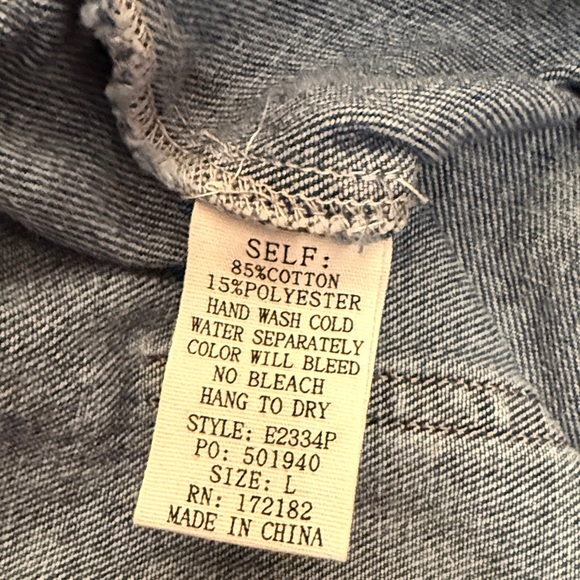 SELF:
85%COTTON
15%POLYESTER
HAND WASH COLD
WATER SEPARATELY
COLOR WILL BLEED
NO BLEACH
HANG TO DRY
STYLE: E2334P
PO: 501940
SIZE: L
RN: 172182
MADE IN CHINA